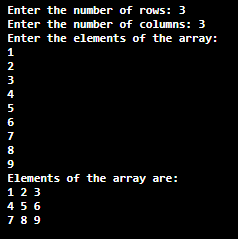 Enter the number of rows: 3
Enter the number of columns: 3
Enter the elements of the array:
1
2
3
4
5
6
7
8
9
Elements of the array are:
1 2 3
4 5 6
7 8 9